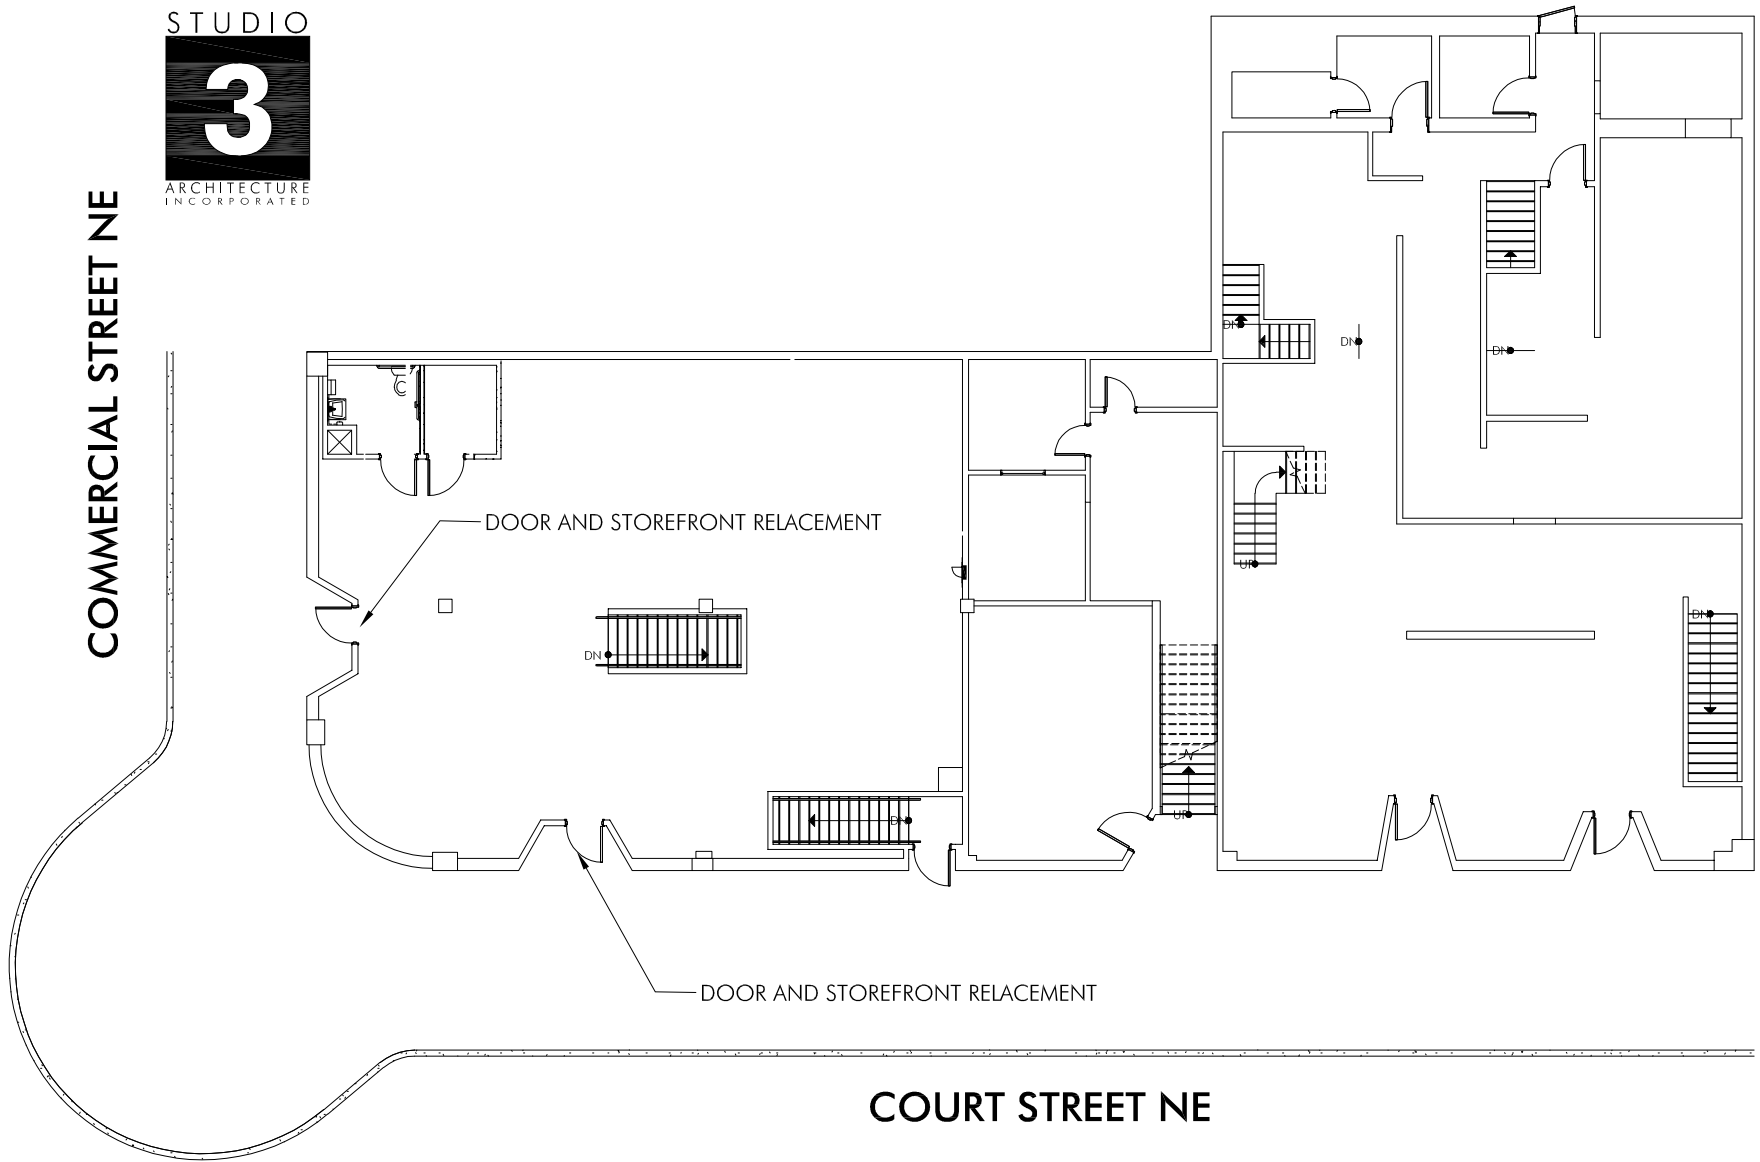 STUDIO
3
ARCHITECTURE
INCORPORATED
COMMERCIAL STREET NE
DN
DN
DN
DOOR AND STOREFRONT RELACEMENT
UP
DN
DN
DN
UP
DOOR AND STOREFRONT RELACEMENT
COURT STREET NE